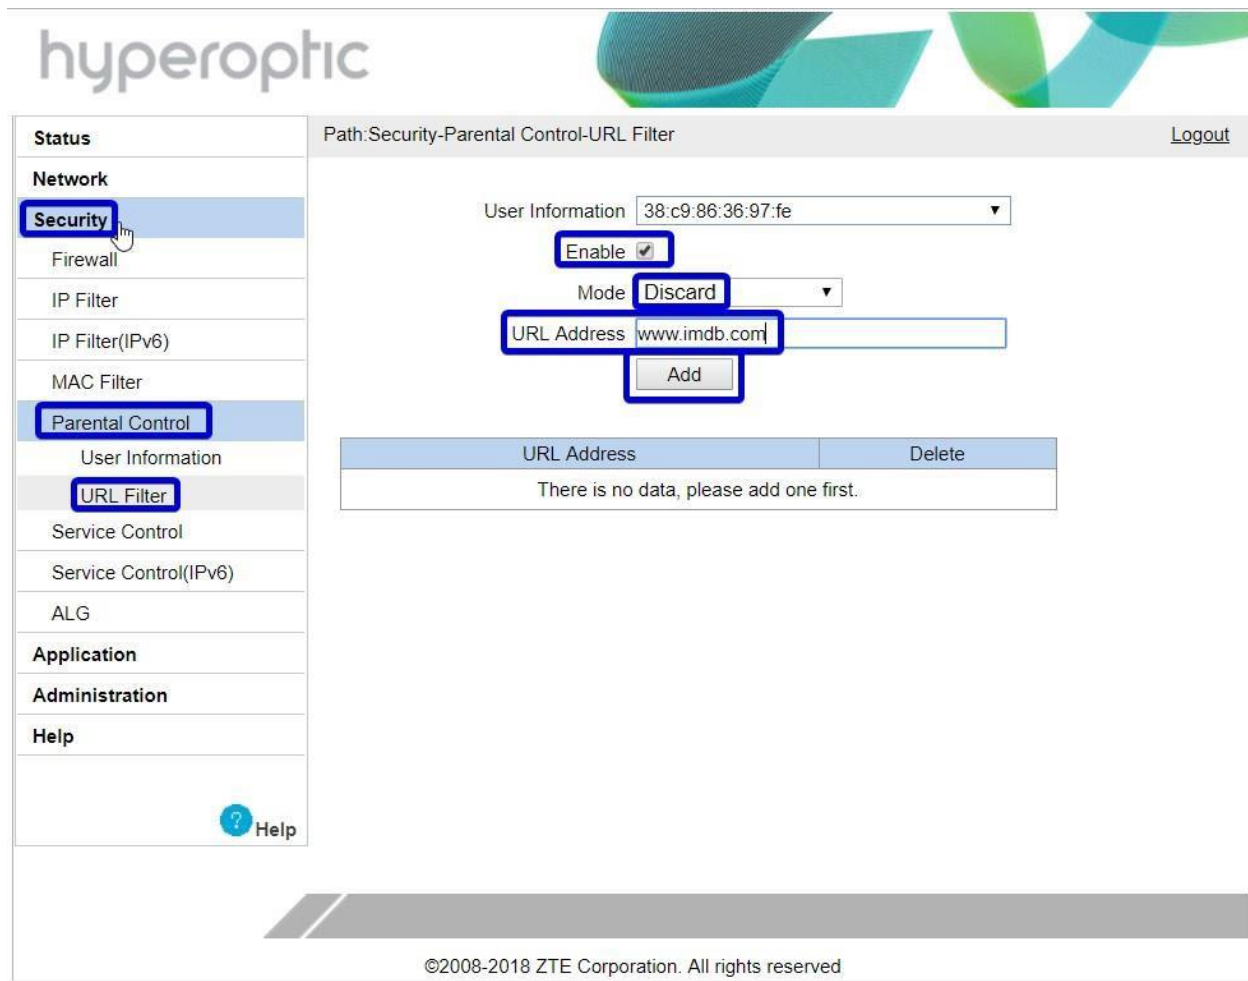 hyperoptic
Status
Network
Security
Firewall
IP Filter
IP Filter(IPv6)
MAC Filter
Parental Control
User Information
URL Filter
Service Control
Service Control(IPv6)
ALG
Application
Administration
Help
? Help
Path:Security-Parental Control-URL Filter Logout
User Information 38:c9:86:36:97:fe
Enable
Mode Discard
URL Address www.imdb.com
Add
URL Address Delete
There is no data, please add one first.
©2008-2018 ZTE Corporation. All rights reserved